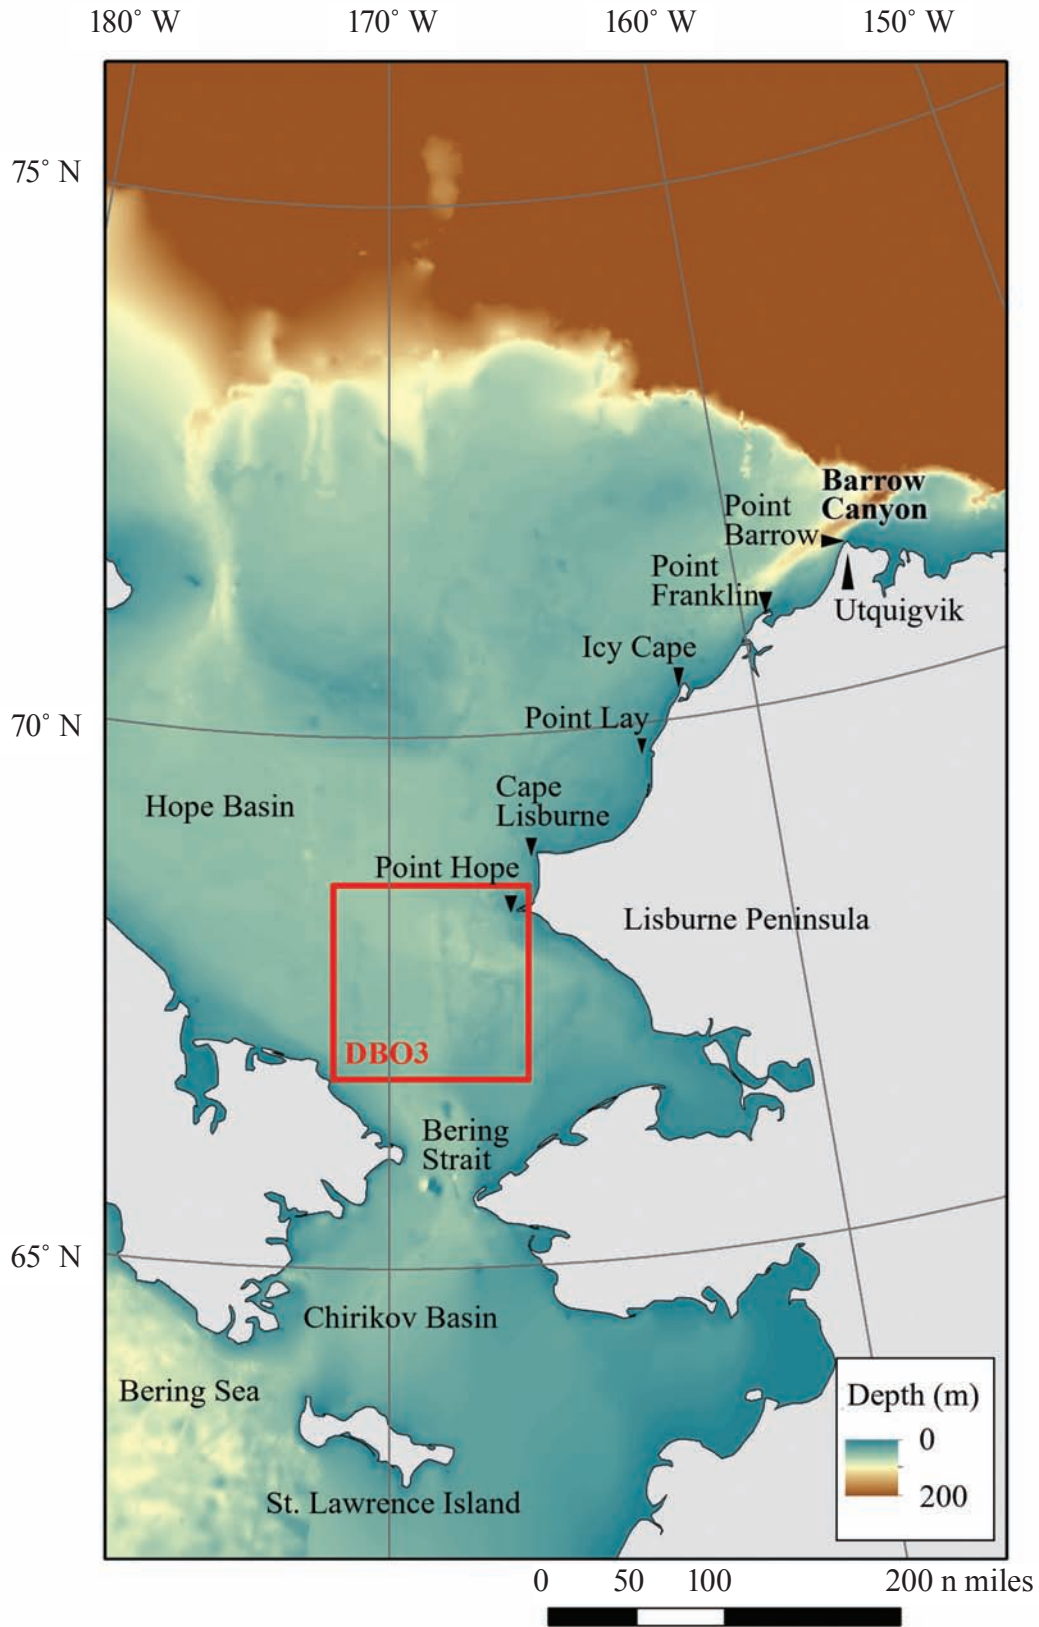 180° W 170° W 160° W 150° W
75° N
Barrow
Canyon
Point
Barrow
Point
Franklin
Utquigvik
Icy Cape
Point Lay
70° N
Cape
Lisburne
Hope Basin
Point Hope
Lisburne Peninsula
DBO3
Bering
Strait
65° N
Chirikov Basin
Bering Sea
St. Lawrence Island
Depth (m)
0
200
0 50 100 200 n miles